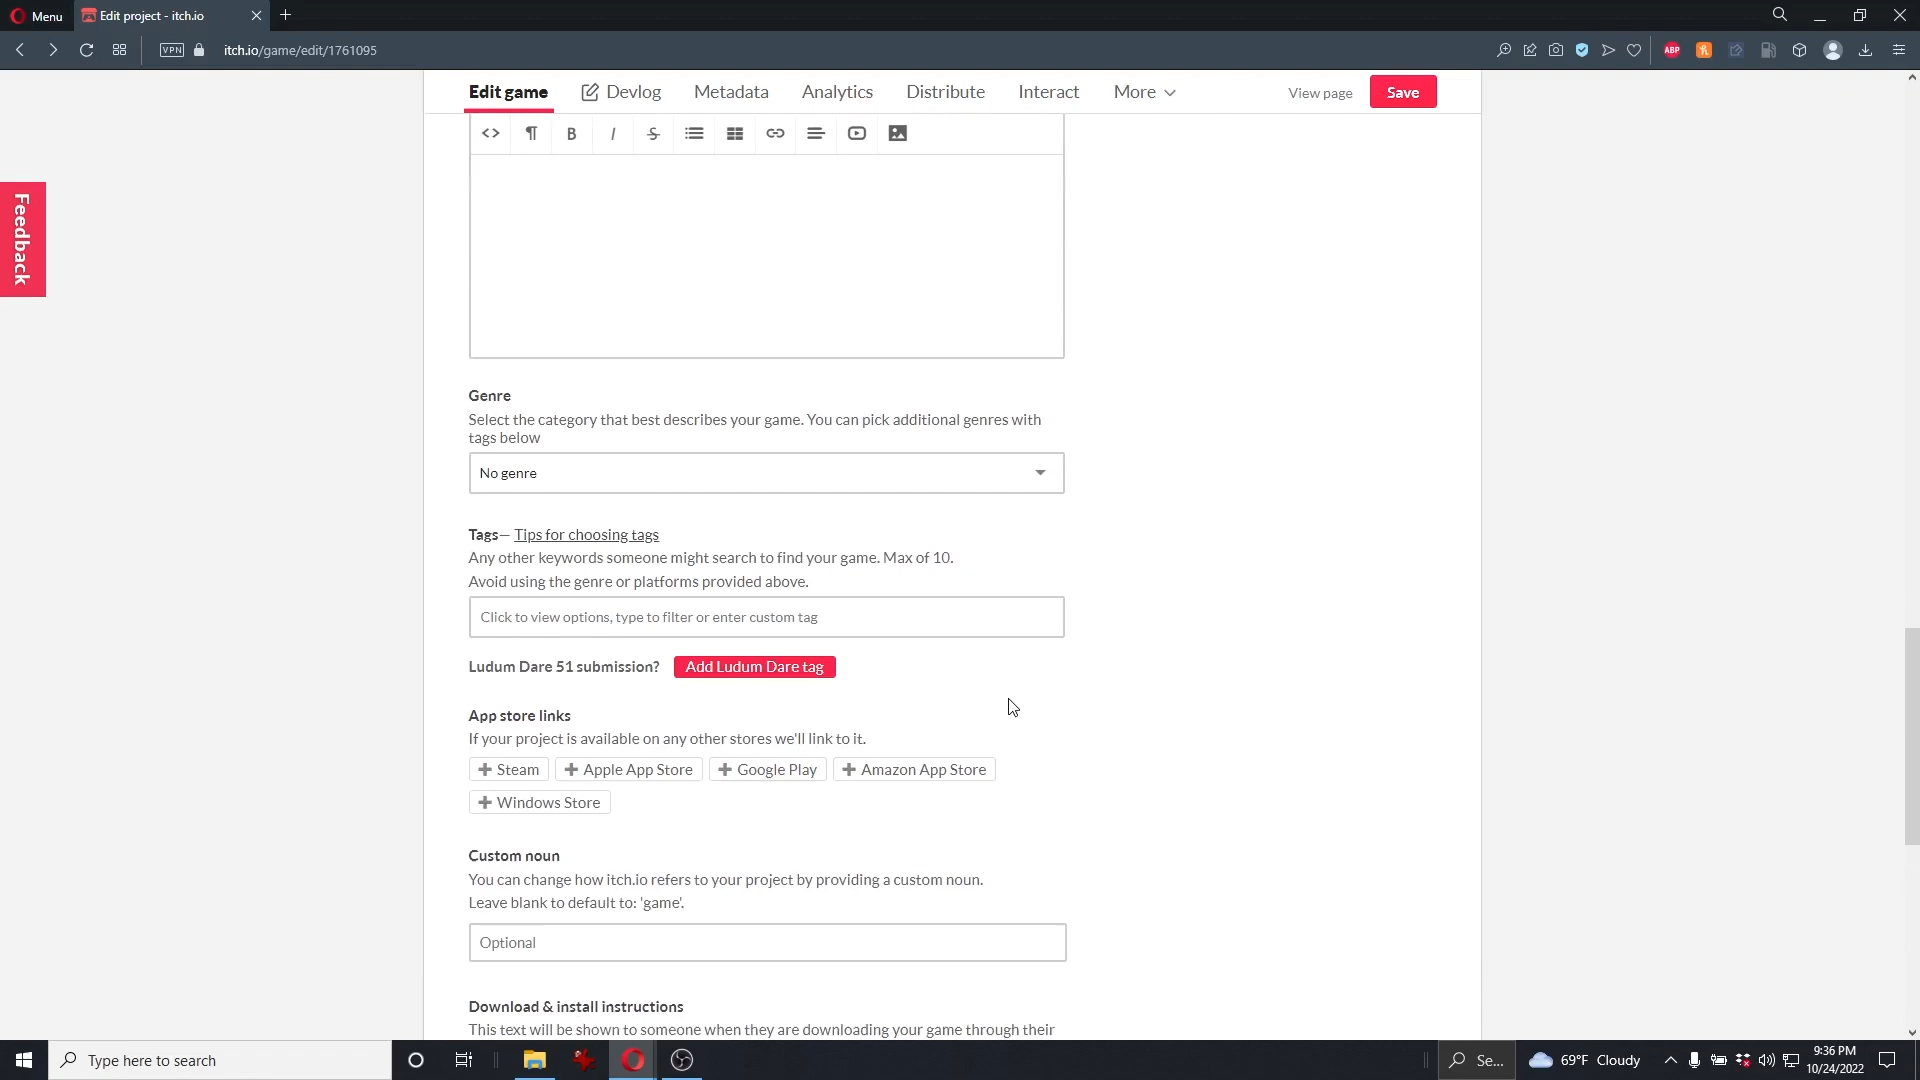 Menu
Edit project - itch.io
VPN
itch.io/game/edit/1761095
ABP
Edit game
Devlog
Metadata
Analytics
Distribute
Interact
More
View page
Save
Feedback
Genre
Select the category that best describes your game. You can pick additional genres with
tags below
No genre
Tags— Tips for choosing tags
Any other keywords someone might search to find your game. Max of 10.
Avoid using the genre or platforms provided above.
Click to view options, type to filter or enter custom tag
Ludum Dare 51 submission?
Add Ludum Dare tag
App store links
If your project is available on any other stores we'll link to it.
Steam
Apple App Store
Google Play
Amazon App Store
Windows Store
Custom noun
You can change how itch.io refers to your project by providing a custom noun.
Leave blank to default to: 'game'.
Optional
Download & install instructions
This text will be shown to someone when they are downloading your game through their
Type here to search
Se...
69°F Cloudy
9:36 PM
10/24/2022